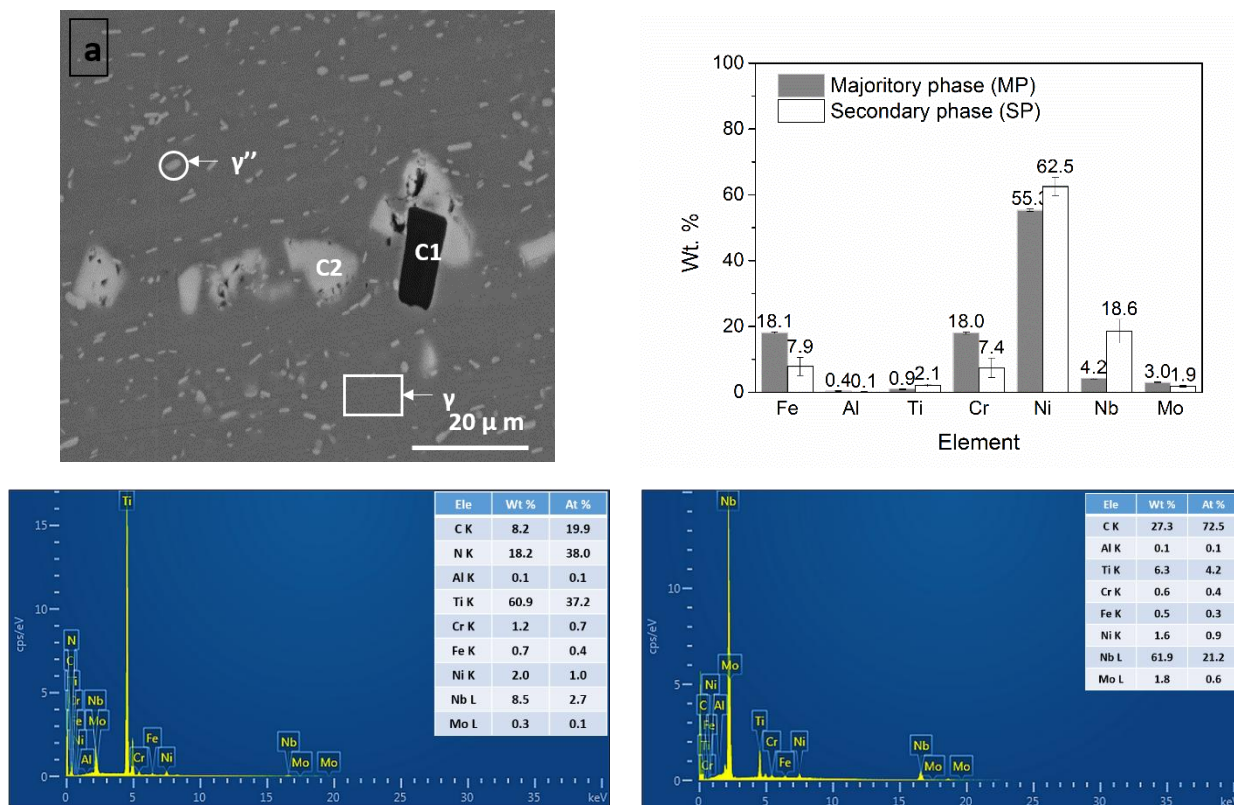 a
γ’’
C1
C2
γ
20 μ m
100
80
60
40
20
0
Wt. %
Majoritory phase (MP)
Secondary phase (SP)
18.1
7.9
0.4
0.1
0.9
2.1
18.0
7.4
62.5
4.2
18.6
3.0
1.9
Fe Al Ti Cr Ni Nb Mo
Element
Ele Wt % At %
C K 8.2 19.9
N K 18.2 38.0
Al K 0.1 0.1
Ti K 60.9 37.2
Cr K 1.2 0.7
Fe K 0.7 0.4
Ni K 2.0 1.0
Nb L 8.5 2.7
Mo L 0.3 0.1
cps/eV
15
10
5
0
Ti
N
C
Nb
Mo
Ni
Al
Cr
Fe
Ni
Nb
Mo
Mo
0 5 10 15 20 25 30 35 keV
Ele Wt % At %
C K 27.3 72.5
Al K 0.1 0.1
Ti K 6.3 4.2
Cr K 0.6 0.4
Fe K 0.5 0.3
Ni K 1.6 0.9
Nb L 61.9 21.2
Mo L 1.8 0.6
cps/eV
10
5
0
Nb
Mo
Ni
C
Al
Fe
Ti
Cr
Ti
Cr
Fe
Ni
Nb
Mo
Mo
0 5 10 15 20 25 30 35 keV